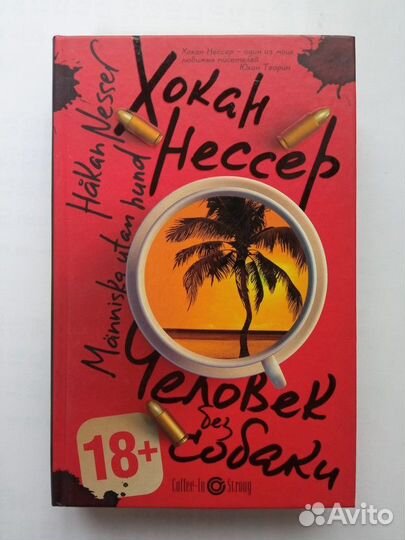 Хокан Нессер – один из моих
любимых писателей
Юхан Теорин
Хокан
Нессер
Håkan Nesser
Människa utan hund
Человек
без
собаки
18+
Coffee-In Strong
Avito